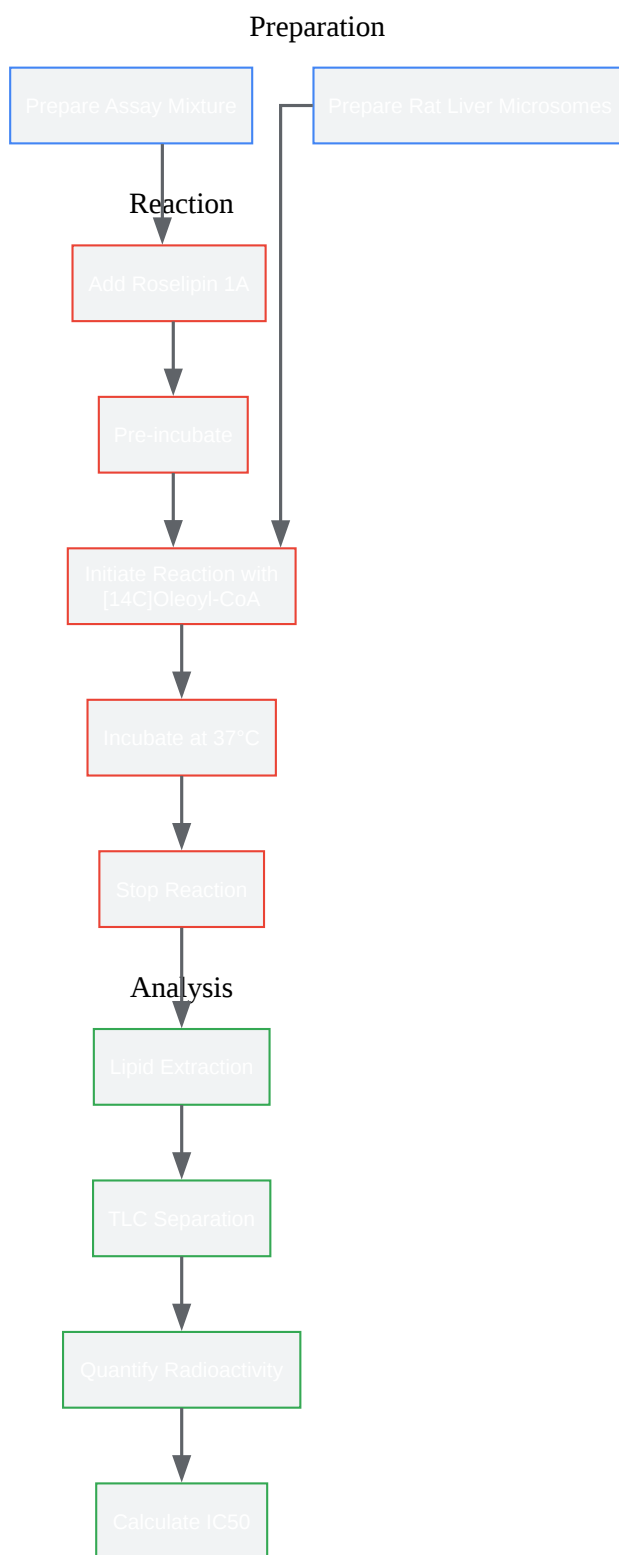 Preparation
Prepare Assay Mixture
Prepare Rat Liver Microsomes
Reaction
Add Roselipin 1A
Pre-incubate
Initiate Reaction with
[14C]Oleoyl-CoA
Incubate at 37°C
Stop Reaction
Analysis
Lipid Extraction
TLC Separation
Quantify Radioactivity
Calculate IC50